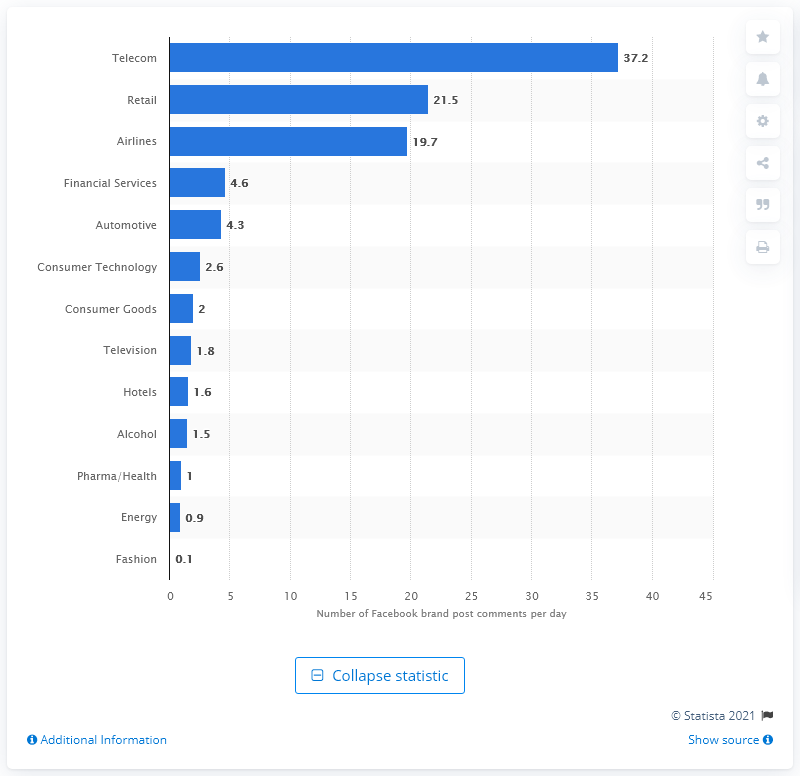 Telecom 37.2
Retail 21.5
Airlines 19.7
Financial Services 4.6
Automotive 4.3
Consumer Technology 2.6
Consumer Goods 2
Television 1.8
Hotels 1.6
Alcohol 1.5
Pharma/Health 1
Energy 0.9
Fashion 0.1
0 5 10 15 20 25 30 35 40 45
Number of Facebook brand post comments per day
Collapse statistic
© Statista 2021
Additional Information Show source